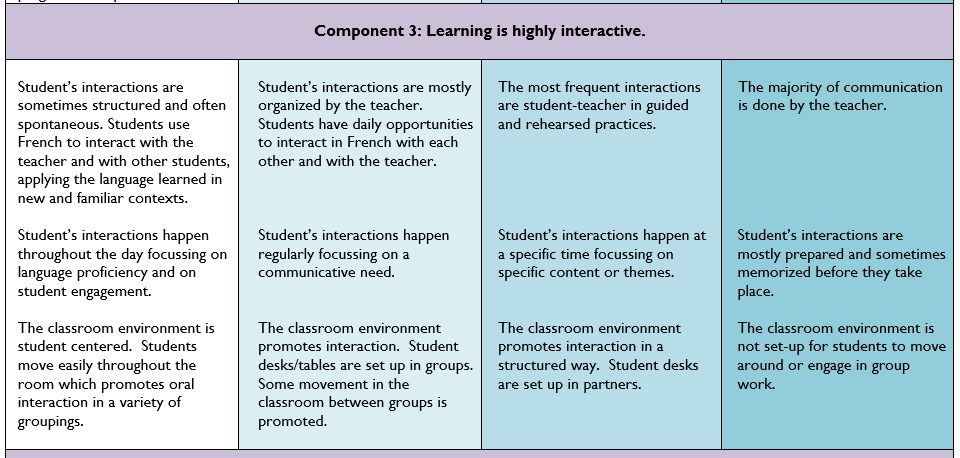 Component 3: Learning is highly interactive.
Student’s interactions are
sometimes structured and often
spontaneous. Students use
French to interact with the
teacher and with other students,
applying the language learned in
new and familiar contexts.
Student’s interactions happen
throughout the day focussing on
language proficiency and on
student engagement.
The classroom environment is
student centered.  Students
move easily throughout the
room which promotes oral
interaction in a variety of
groupings.
Student’s interactions are mostly
organized by the teacher.
Students have daily opportunities
to interact in French with each
other and with the teacher.
Student’s interactions happen
regularly focussing on a
communicative need.
The classroom environment
promotes interaction.  Student
desks/tables are set up in groups.
Some movement in the
classroom between groups is
promoted.
The most frequent interactions
are student-teacher in guided
and rehearsed practices.
Student’s interactions happen at
a specific time focussing on
specific content or themes.
The classroom environment
promotes interaction in a
structured way.  Student desks
are set up in partners.
The majority of communication
is done by the teacher.
Student’s interactions are
mostly prepared and sometimes
memorized before they take
place.
The classroom environment is
not set-up for students to move
around or engage in group
work.